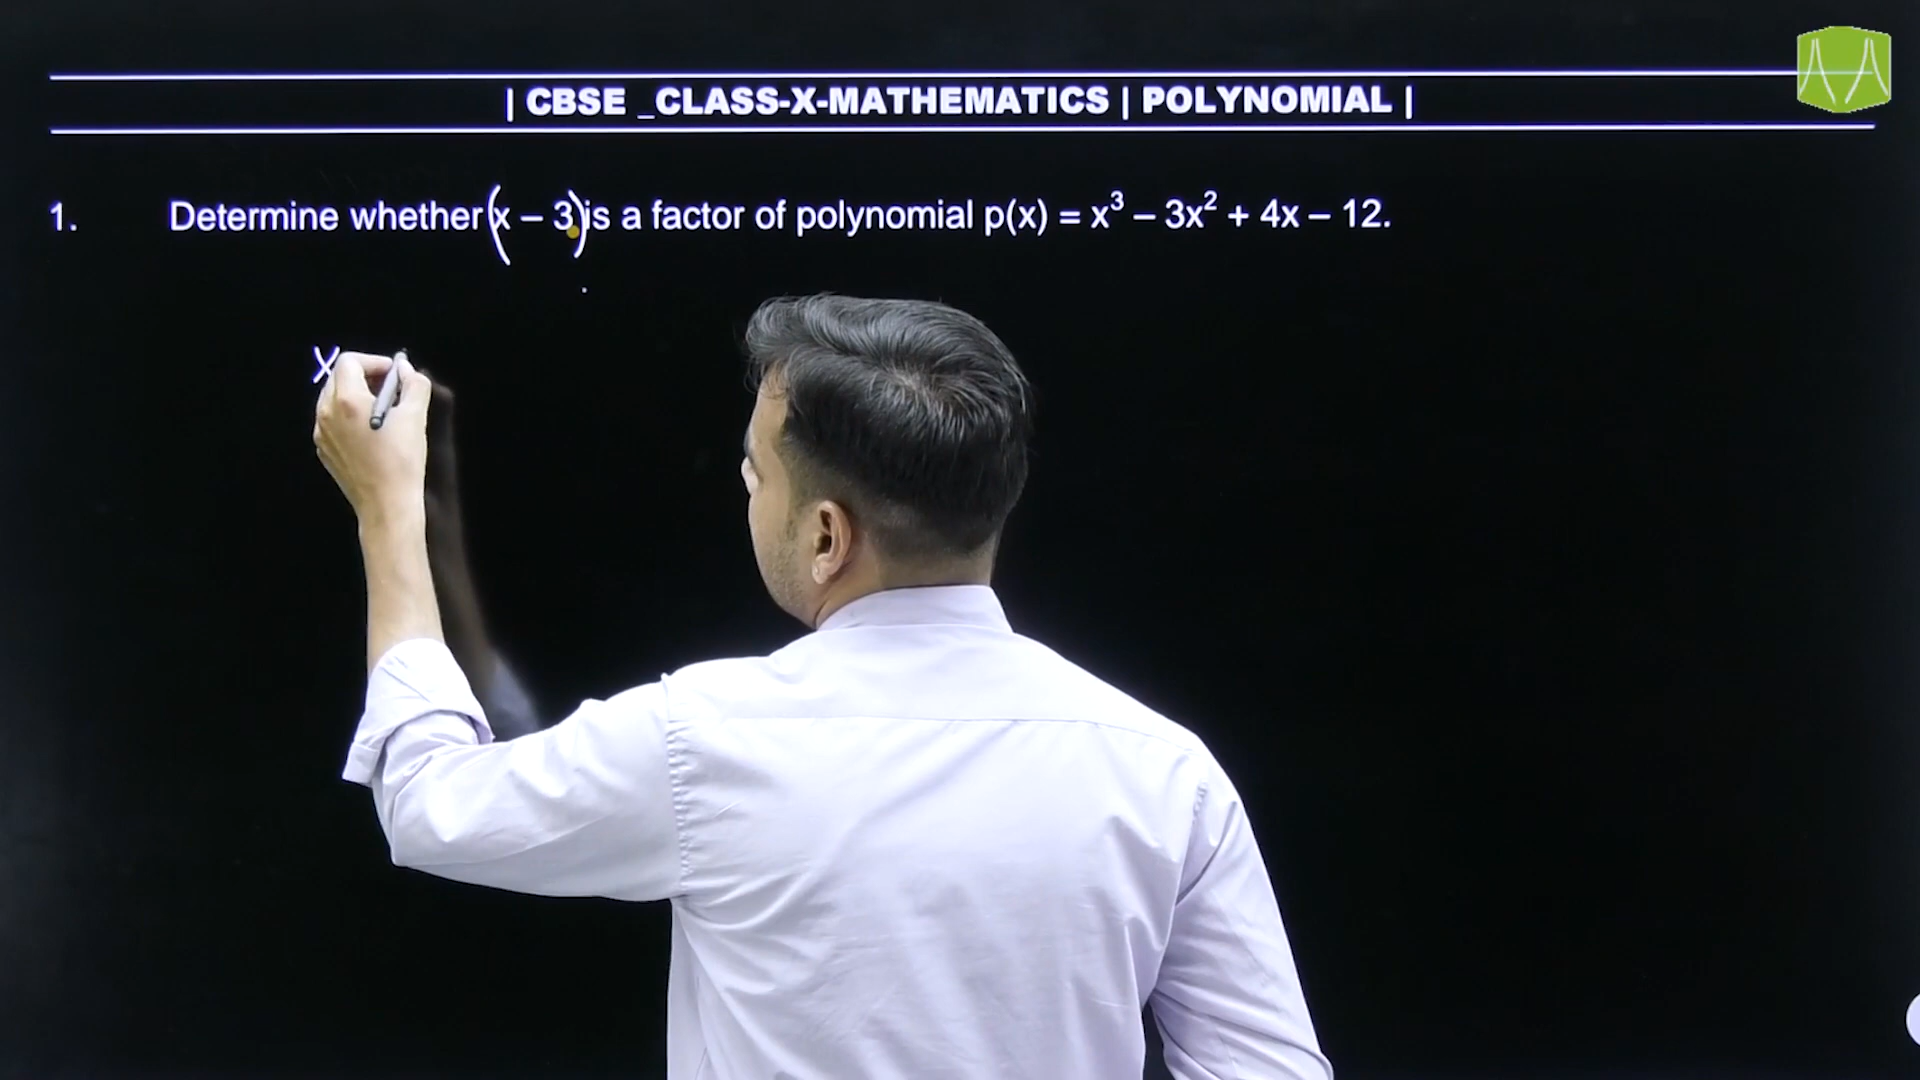 | CBSE _CLASS-X-MATHEMATICS | POLYNOMIAL |
1. Determine whether (x – 3) is a factor of polynomial p(x) = x³ – 3x² + 4x – 12.
x